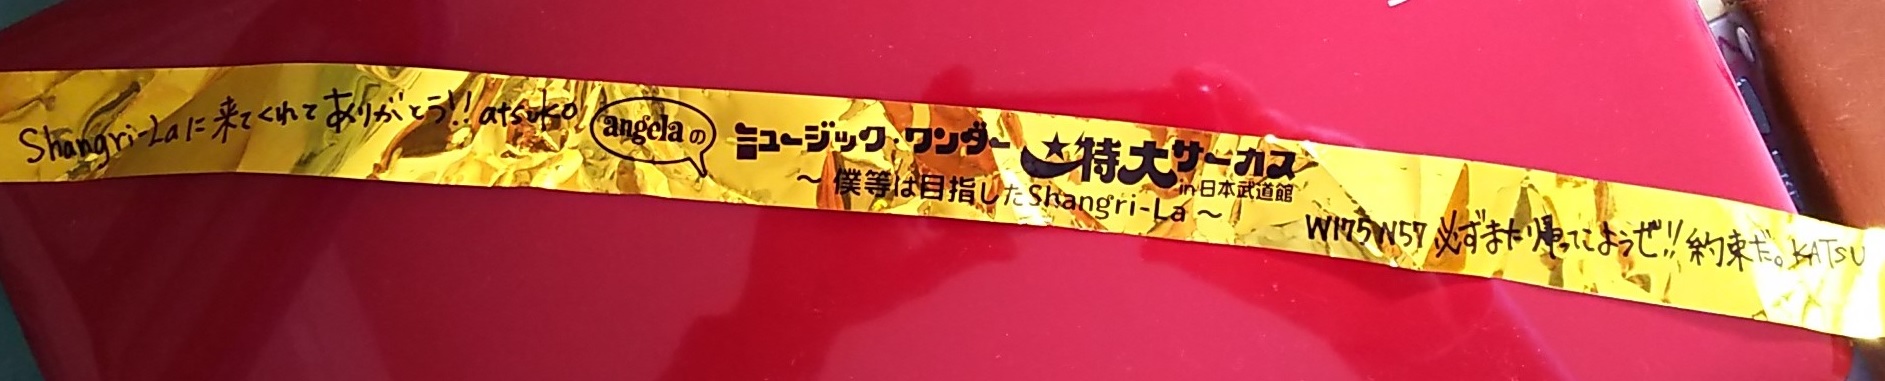 Shangri-Laに来てくれてありがとう!! atsuko
angelaの
ミュージック・ワンダー★特大サーカス
in 日本武道館
～僕等は目指したShangri-La～
W175N57 必ずまた帰ってこようぜ!! 約束だ。KATSU